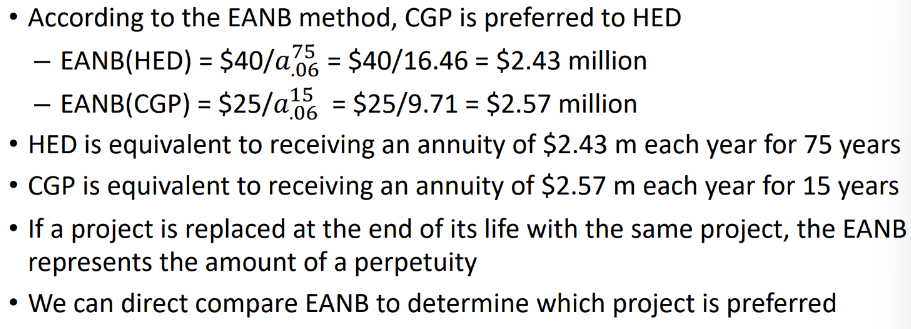 • According to the EANB method, CGP is preferred to HED
– EANB(HED) = $40/a^{75}_{.06} = $40/16.46 = $2.43 million
– EANB(CGP) = $25/a^{15}_{.06} = $25/9.71 = $2.57 million
• HED is equivalent to receiving an annuity of $2.43 m each year for 75 years
• CGP is equivalent to receiving an annuity of $2.57 m each year for 15 years
• If a project is replaced at the end of its life with the same project, the EANB
represents the amount of a perpetuity
• We can direct compare EANB to determine which project is preferred